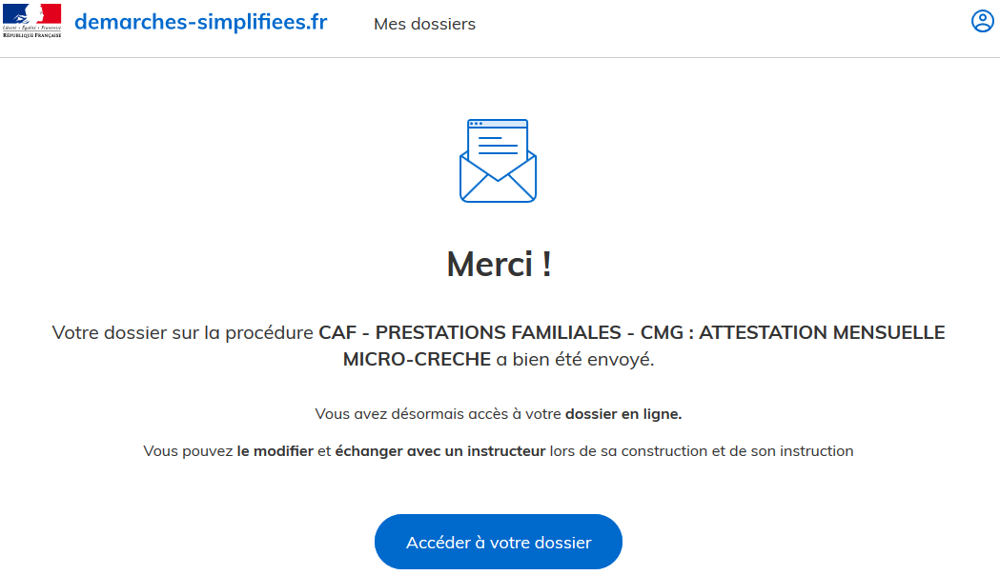 Liberté • Égalité • Fraternité
RÉPUBLIQUE FRANÇAISE
demarches-simplifiees.fr
Mes dossiers
Merci !
Votre dossier sur la procédure CAF - PRESTATIONS FAMILIALES - CMG : ATTESTATION MENSUELLE
MICRO-CRECHE a bien été envoyé.
Vous avez désormais accès à votre dossier en ligne.
Vous pouvez le modifier et échanger avec un instructeur lors de sa construction et de son instruction
Accéder à votre dossier